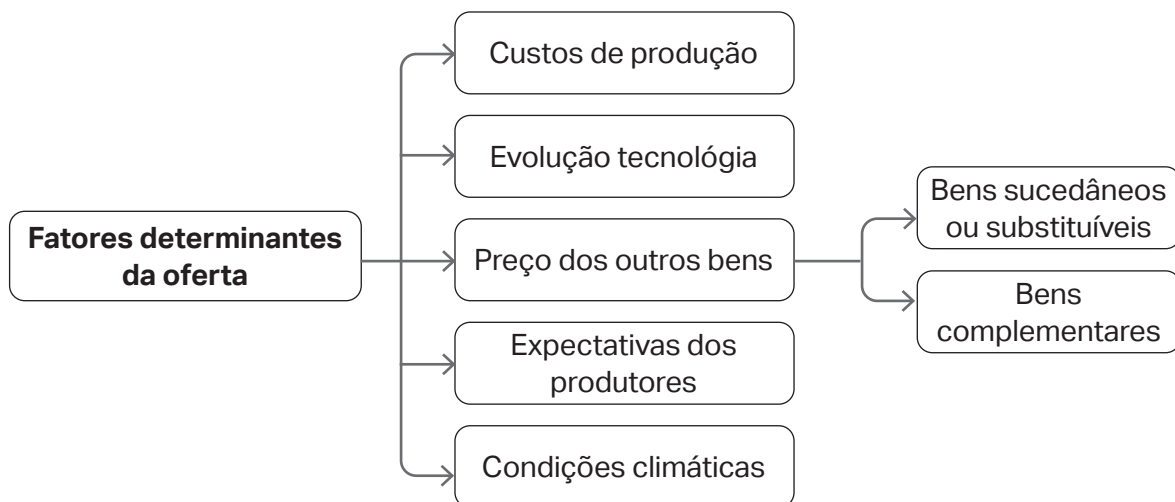 Fatores determinantes
da oferta
Custos de produção
Evolução tecnológia
Preço dos outros bens
Bens sucedâneos
ou substituíveis
Bens
complementares
Expectativas dos
produtores
Condições climáticas